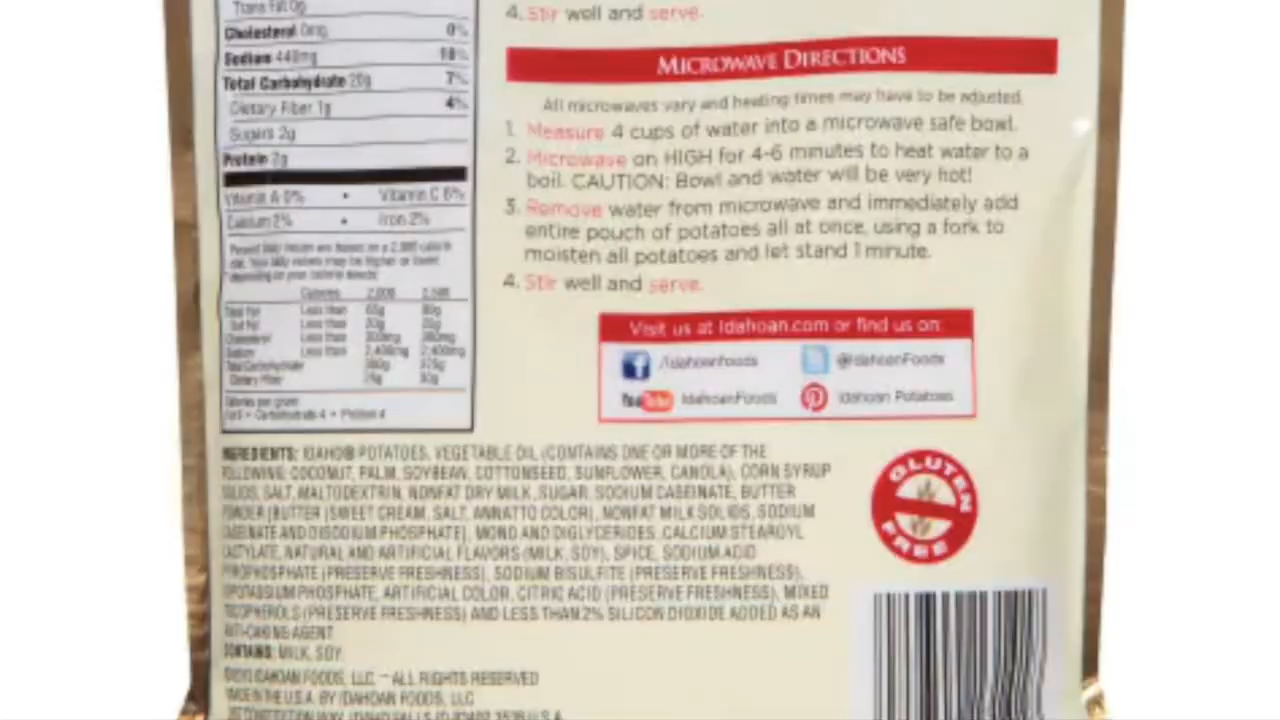 Trans Fat 0g
Cholesterol 0mg 0%
Sodium 440mg 18%
Total Carbohydrate 20g 7%
Dietary Fiber 1g 4%
Sugars 2g
Protein 2g
Vitamin A 0% • Vitamin C 6%
Calcium 2% • Iron 2%
Percent Daily Values are based on a 2,000 calorie
diet. Your daily values may be higher or lower
depending on your calorie needs:
Calories 2,000 2,500
Total Fat Less than 65g 80g
Sat Fat Less than 20g 25g
Cholesterol Less than 300mg 300mg
Sodium Less than 2,400mg 2,400mg
Total Carbohydrate 300g 375g
Dietary Fiber 25g 30g
Calories per gram:
• Carbohydrate 4 • Protein 4
4. Stir well and serve.
MICROWAVE DIRECTIONS
All microwaves vary and heating times may have to be adjusted.
1. Measure 4 cups of water into a microwave safe bowl.
2. Microwave on HIGH for 4-6 minutes to heat water to a
boil. CAUTION: Bowl and water will be very hot!
3. Remove water from microwave and immediately add
entire pouch of potatoes all at once, using a fork to
moisten all potatoes and let stand 1 minute.
4. Stir well and serve.
Visit us at Idahoan.com or find us on:
/idahoanfoods
@IdahoanFoods
YouTube IdahoanFoods
Idahoan Potatoes
INGREDIENTS: IDAHO® POTATOES, VEGETABLE OIL (CONTAINS ONE OR MORE OF THE
FOLLOWING: COCONUT, PALM, SOYBEAN, COTTONSEED, SUNFLOWER, CANOLA), CORN SYRUP
SOLIDS, SALT, MALTODEXTRIN, NONFAT DRY MILK, SUGAR, SODIUM CASEINATE, BUTTER
POWDER [BUTTER (SWEET CREAM, SALT, ANNATTO COLOR), NONFAT MILK SOLIDS, SODIUM
CASEINATE AND DISODIUM PHOSPHATE], MONO AND DIGLYCERIDES, CALCIUM STEAROYL
LACTYLATE, NATURAL AND ARTIFICIAL FLAVORS (MILK, SOY), SPICE, SODIUM ACID
PYROPHOSPHATE (PRESERVE FRESHNESS), SODIUM BISULFITE (PRESERVE FRESHNESS),
DIPOTASSIUM PHOSPHATE, ARTIFICIAL COLOR, CITRIC ACID (PRESERVE FRESHNESS), MIXED
TOCOPHEROLS (PRESERVE FRESHNESS) AND LESS THAN 2% SILICON DIOXIDE ADDED AS AN
ANTI-CAKING AGENT
CONTAINS: MILK, SOY.
IDAHOAN FOODS, LLC. — ALL RIGHTS RESERVED
MADE IN THE U.S.A. BY IDAHOAN FOODS, LLC
IDAHO FALLS U.S.A.
GLUTEN
FREE